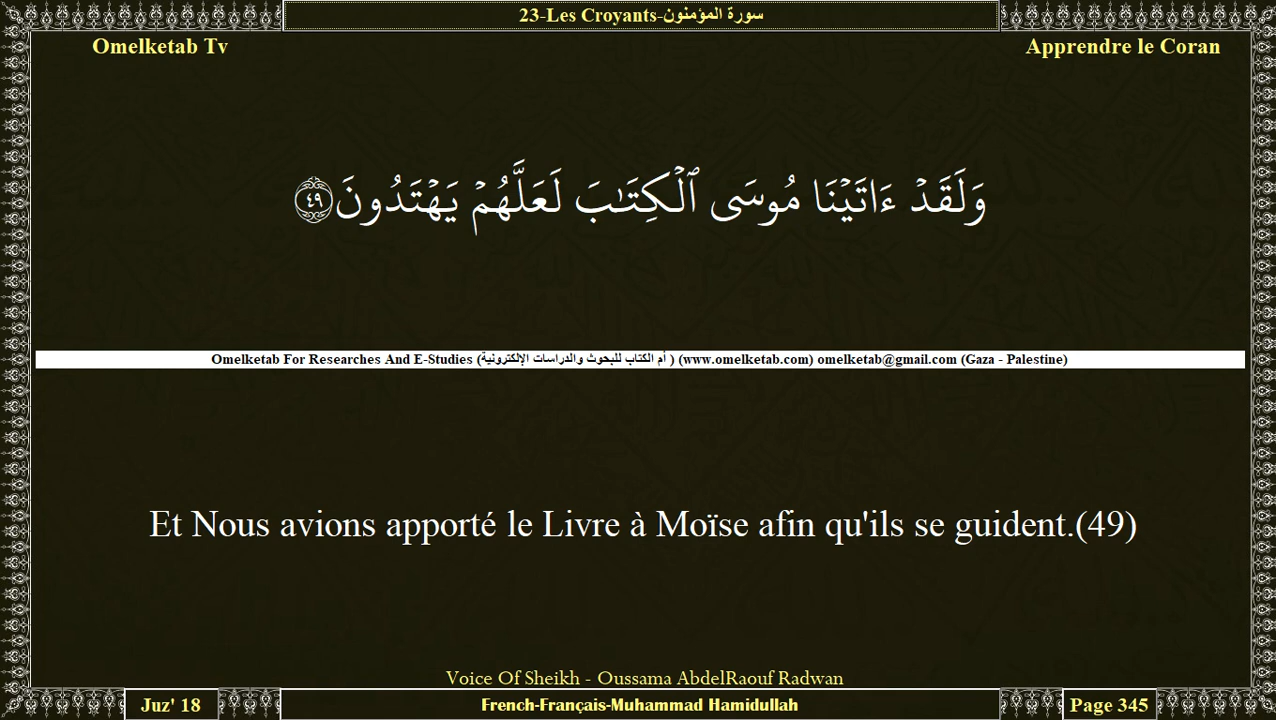 23-Les Croyants-سورة المؤمنون
Omelketab Tv
Apprendre le Coran
وَلَقَدۡ ءَاتَيۡنَا مُوسَى ٱلۡكِتَٰبَ لَعَلَّهُمۡ يَهۡتَدُونَ ٤٩
Omelketab For Researches And E-Studies (أم الكتاب للبحوث والدراسات الإلكترونية ) (www.omelketab.com) omelketab@gmail.com (Gaza - Palestine)
Et Nous avions apporté le Livre à Moïse afin qu'ils se guident.(49)
Voice Of Sheikh - Oussama AbdelRaouf Radwan
Juz' 18
French-Français-Muhammad Hamidullah
Page 345